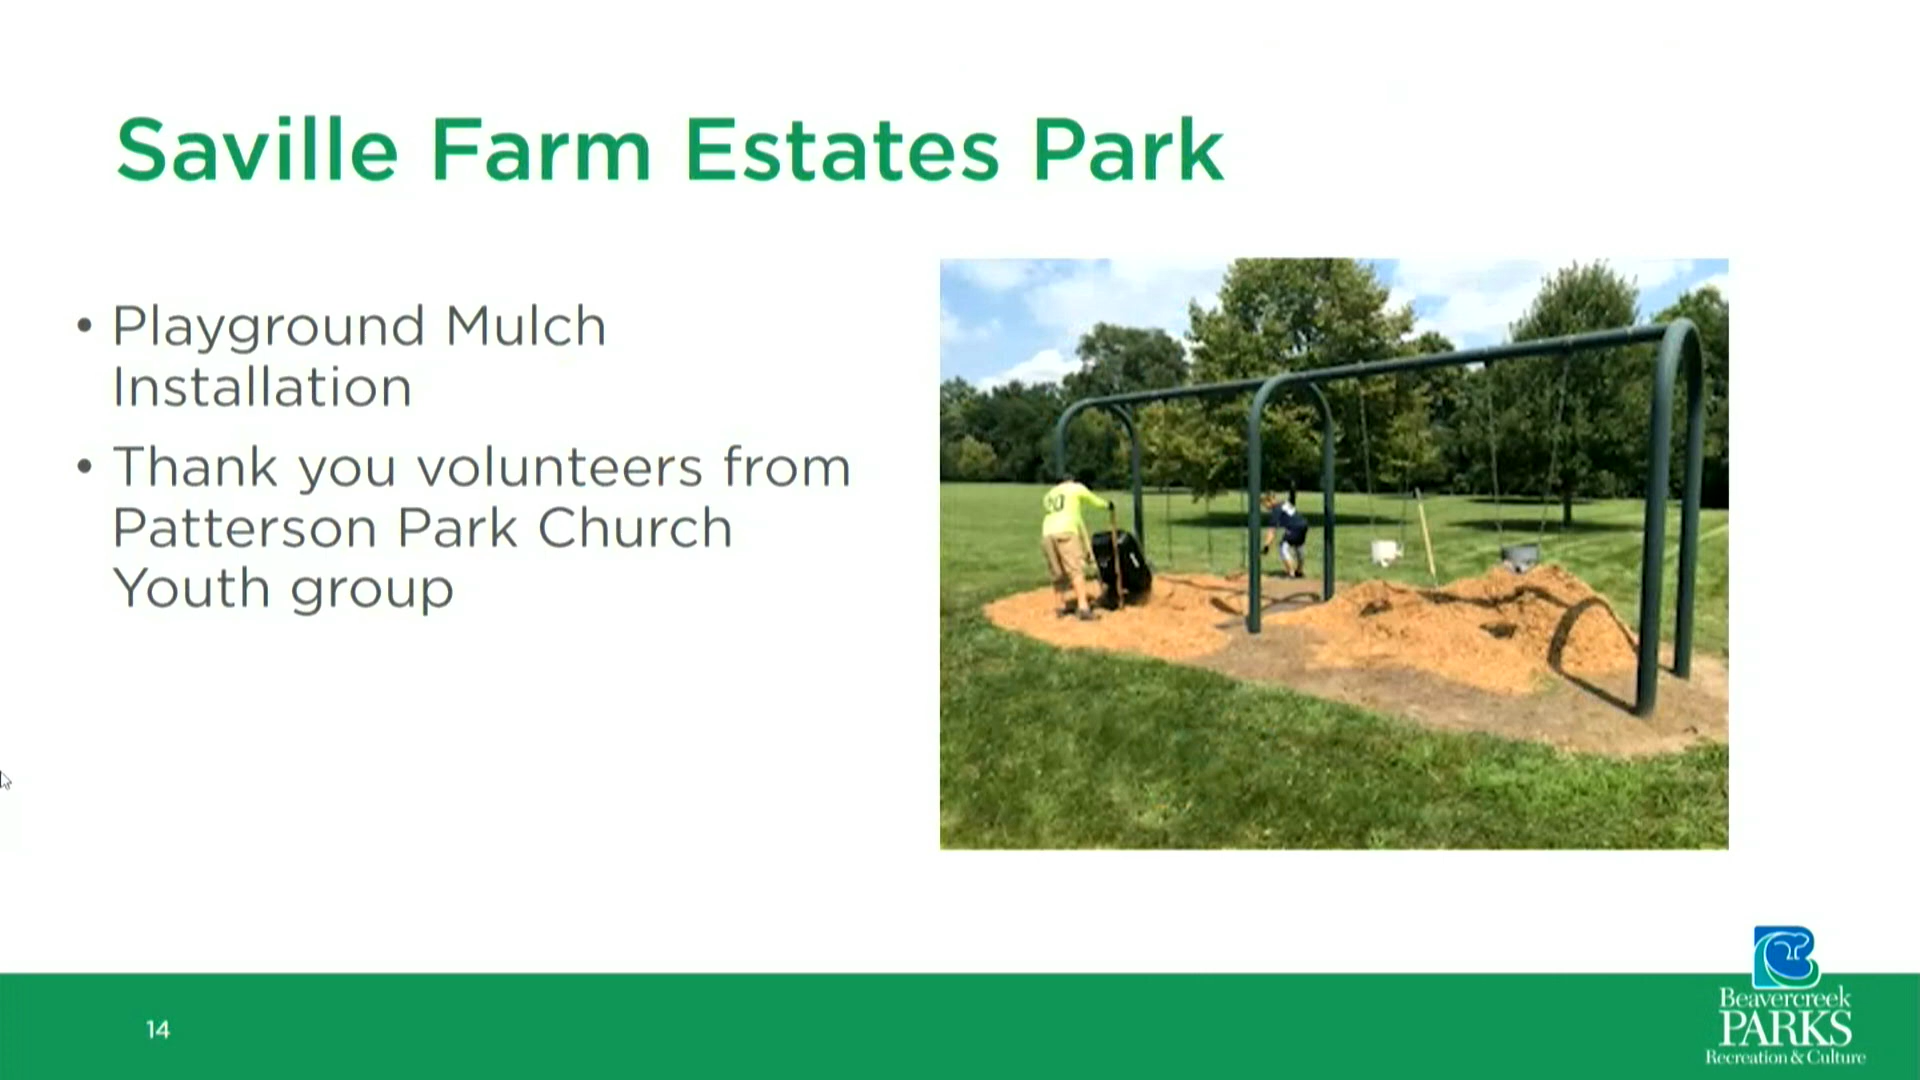 Saville Farm Estates Park
• Playground Mulch
Installation
• Thank you volunteers from
Patterson Park Church
Youth group
14
Beavercreek
PARKS
Recreation & Culture